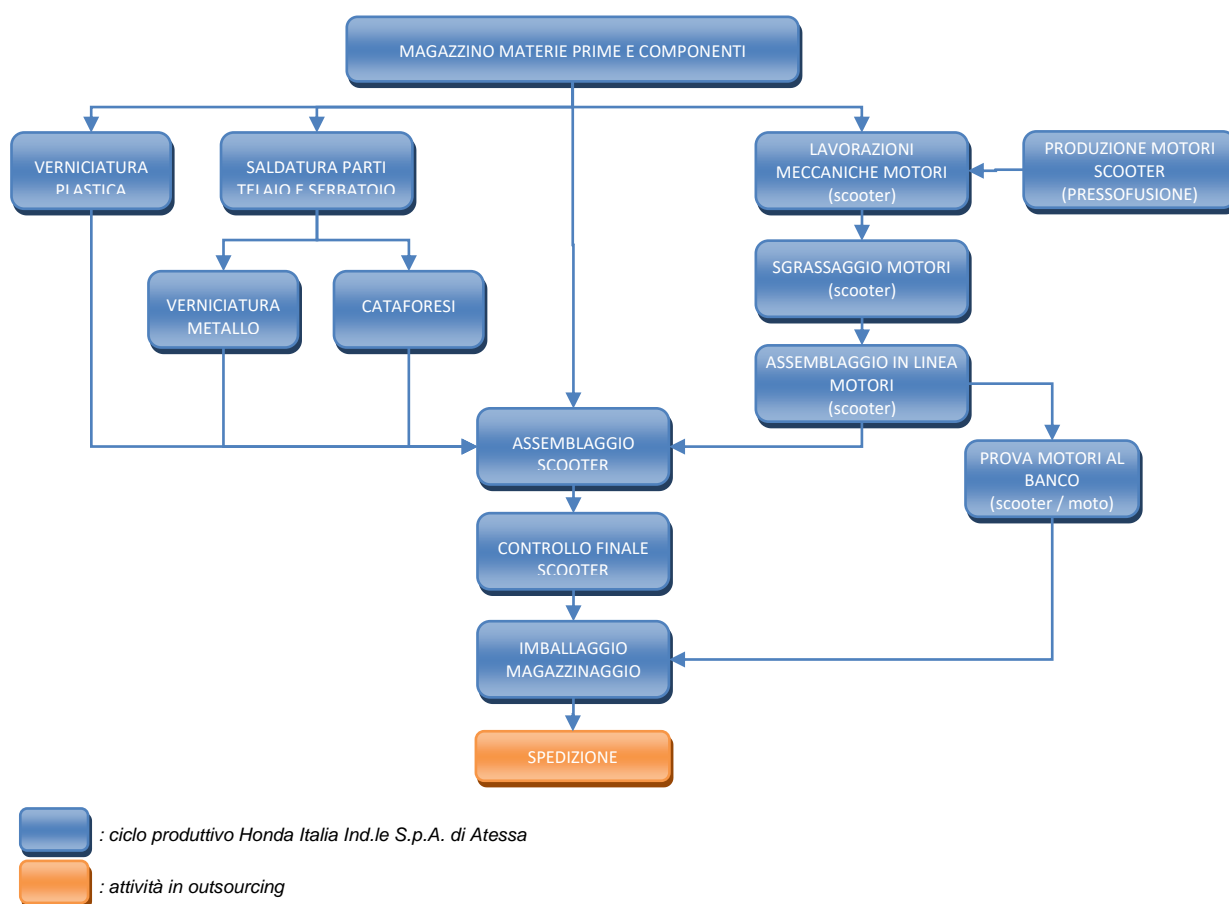 MAGAZZINO MATERIE PRIME E COMPONENTI
VERNICIATURA
PLASTICA
SALDATURA PARTI
TELAIO E SERBATOIO
LAVORAZIONI
MECCANICHE MOTORI
(scooter)
PRODUZIONE MOTORI
SCOOTER
(PRESSOFUSIONE)
SGRASSAGGIO MOTORI
(scooter)
VERNICIATURA
METALLO
CATAFORESI
ASSEMBLAGGIO IN LINEA
MOTORI
(scooter)
ASSEMBLAGGIO
SCOOTER
PROVA MOTORI AL
BANCO
(scooter / moto)
CONTROLLO FINALE
SCOOTER
IMBALLAGGIO
MAGAZZINAGGIO
SPEDIZIONE
: ciclo produttivo Honda Italia Ind.le S.p.A. di Atessa
: attività in outsourcing